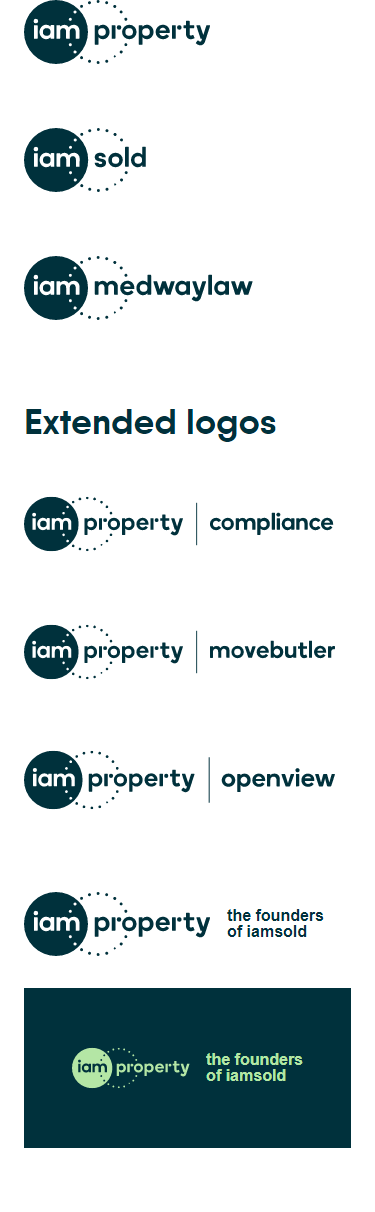 iam property
iam sold
iam medwaylaw
Extended logos
iam property | compliance
iam property | movebutler
iam property | openview
iam property the founders
of iamsold
iam property the founders
of iamsold